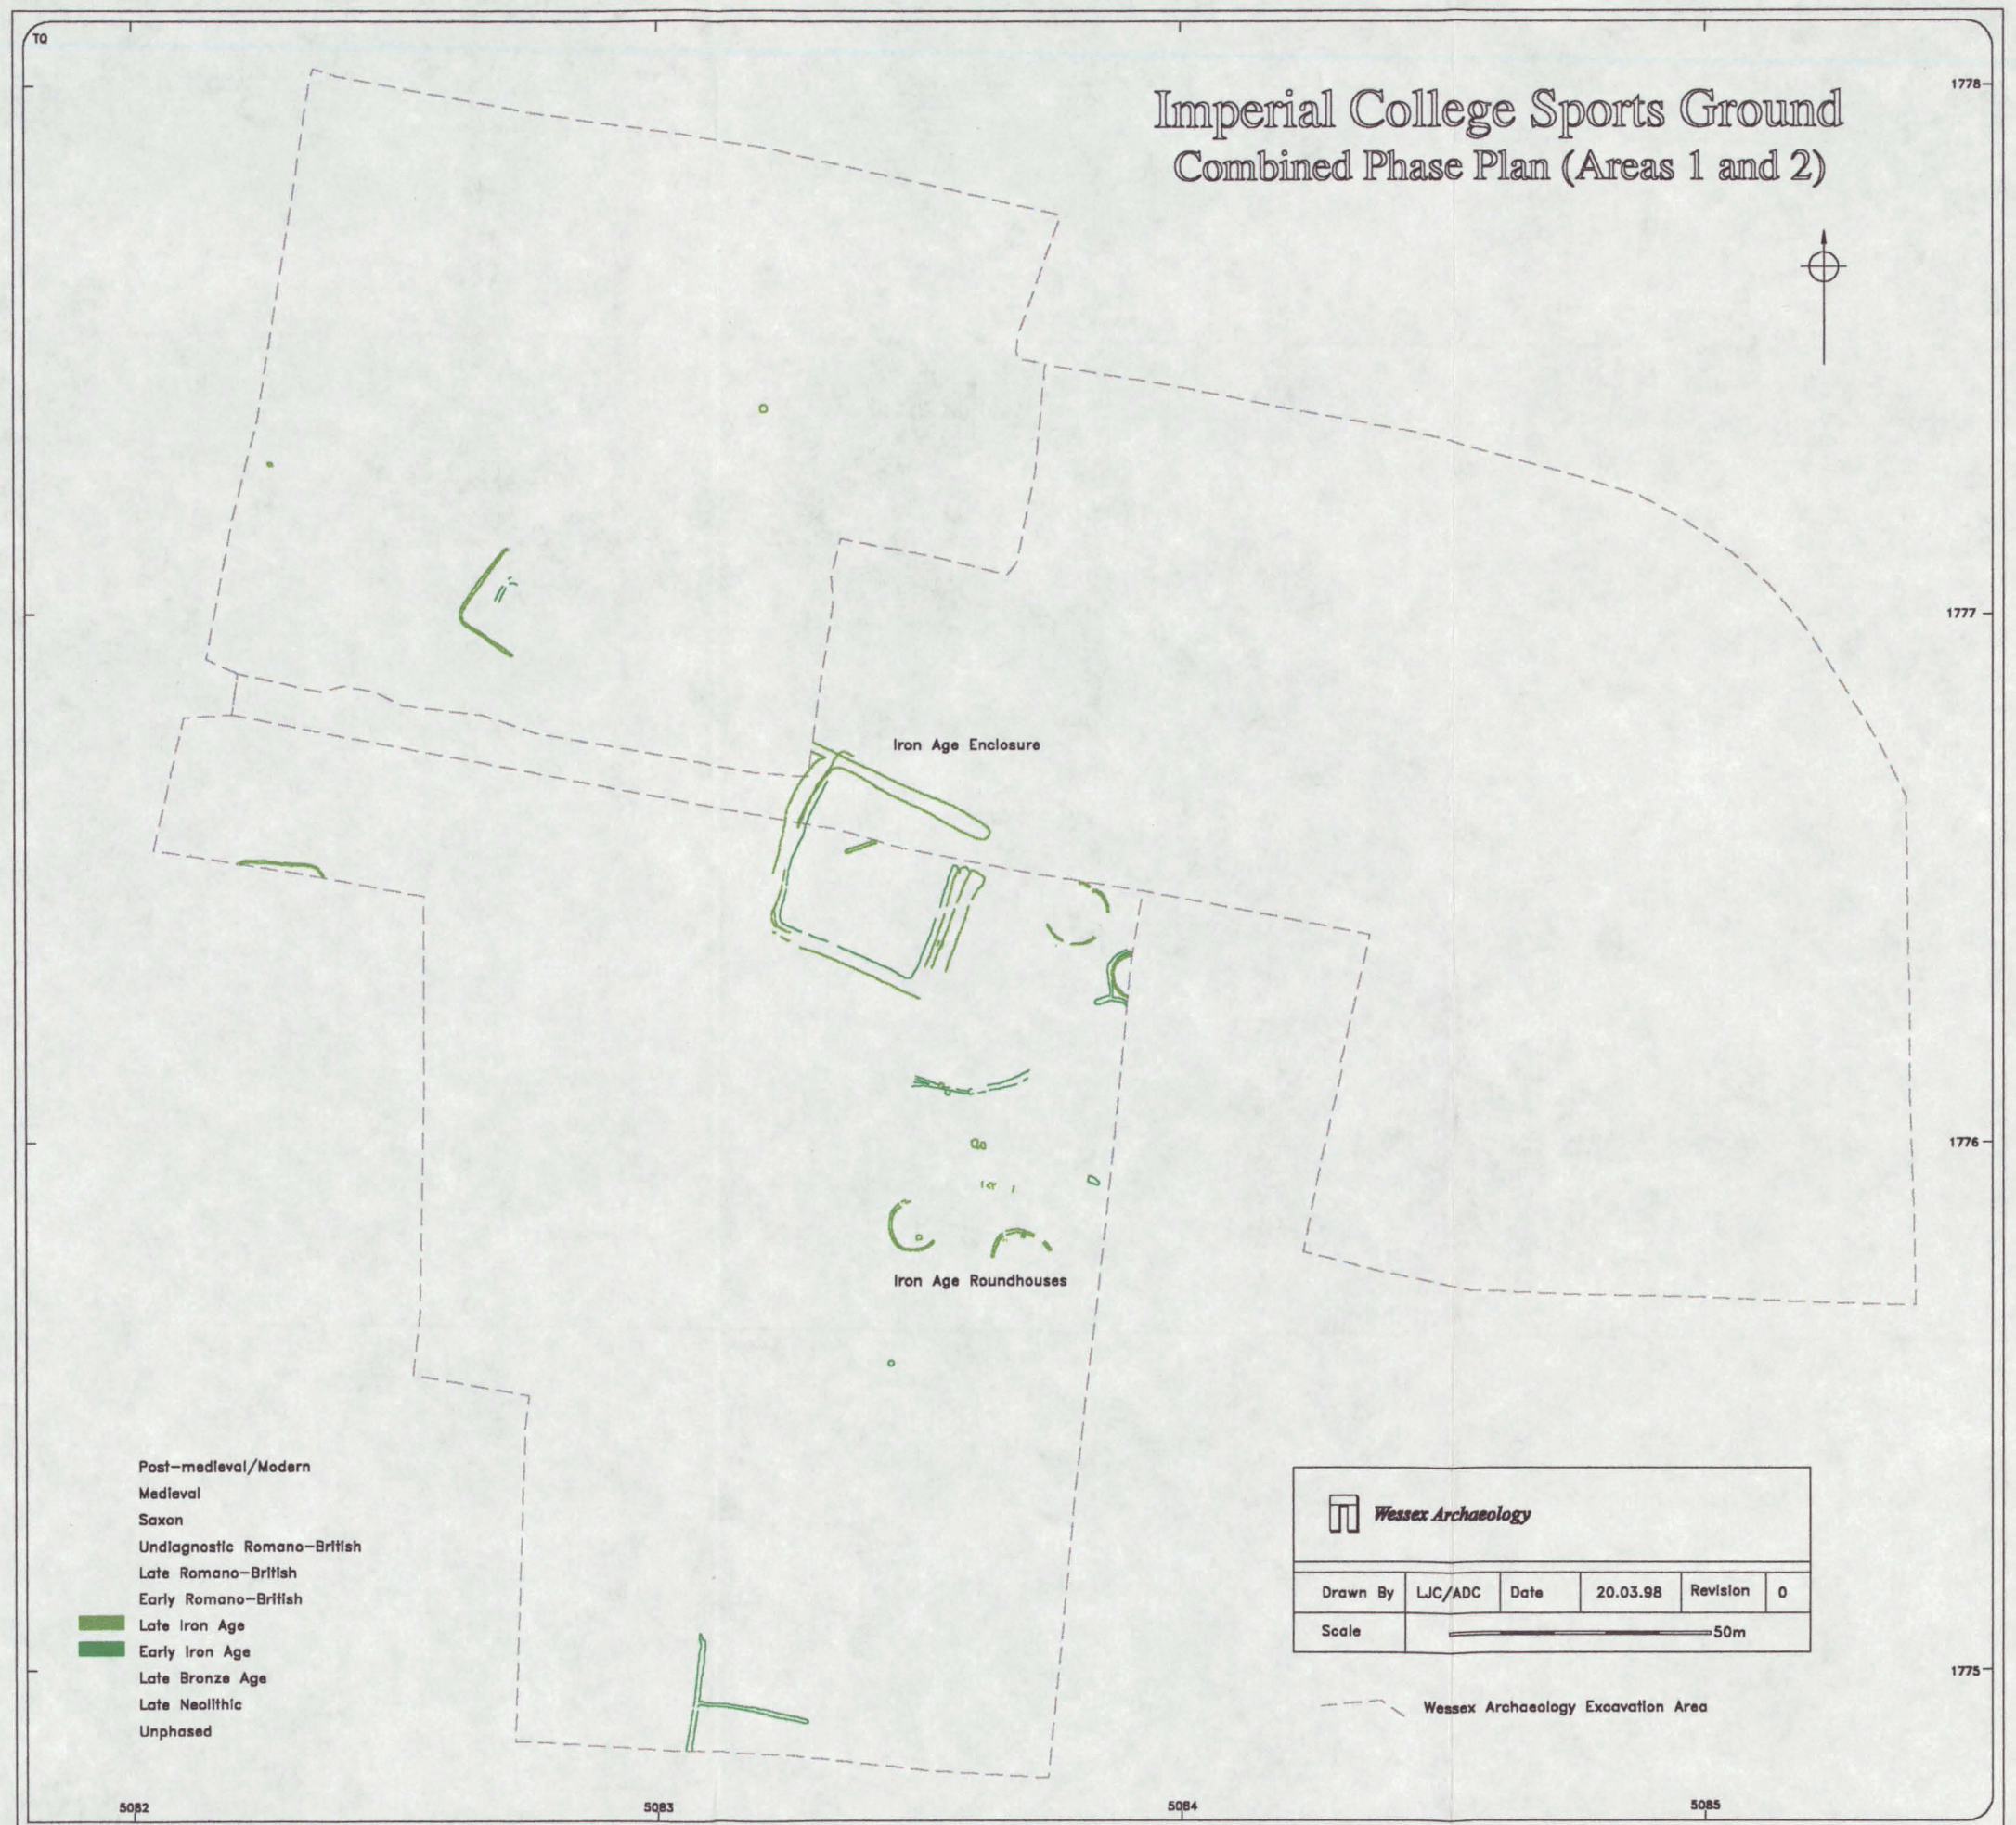 TQ
Imperial College Sports Ground
Combined Phase Plan (Areas 1 and 2)
1778
1777
Iron Age Enclosure
1776
Iron Age Roundhouses
Post-medieval/Modern
Medieval
Saxon
Undiagnostic Romano-British
Late Romano-British
Early Romano-British
Late Iron Age
Early Iron Age
Late Bronze Age
Late Neolithic
Unphased
Wessex Archaeology
Drawn By LJC/ADC Date 20.03.98 Revision 0
Scale 50m
1775
Wessex Archaeology Excavation Area
5082 5083 5084 5085